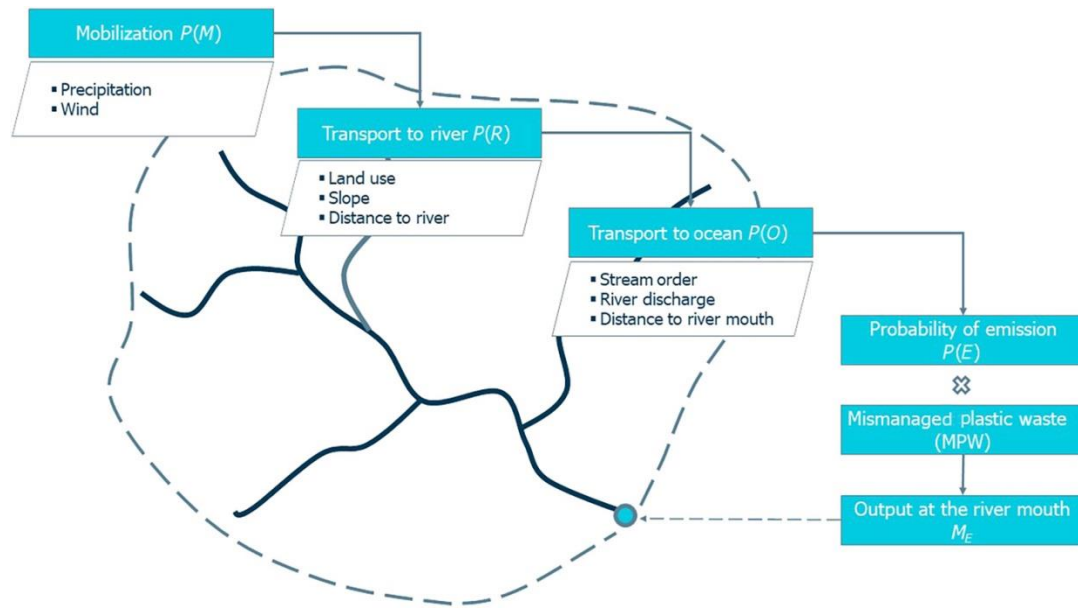 Mobilization P(M)
▪ Precipitation
▪ Wind
Transport to river P(R)
▪ Land use
▪ Slope
▪ Distance to river
Transport to ocean P(O)
▪ Stream order
▪ River discharge
▪ Distance to river mouth
Probability of emission
P(E)
Mismanaged plastic waste
(MPW)
Output at the river mouth
M_E